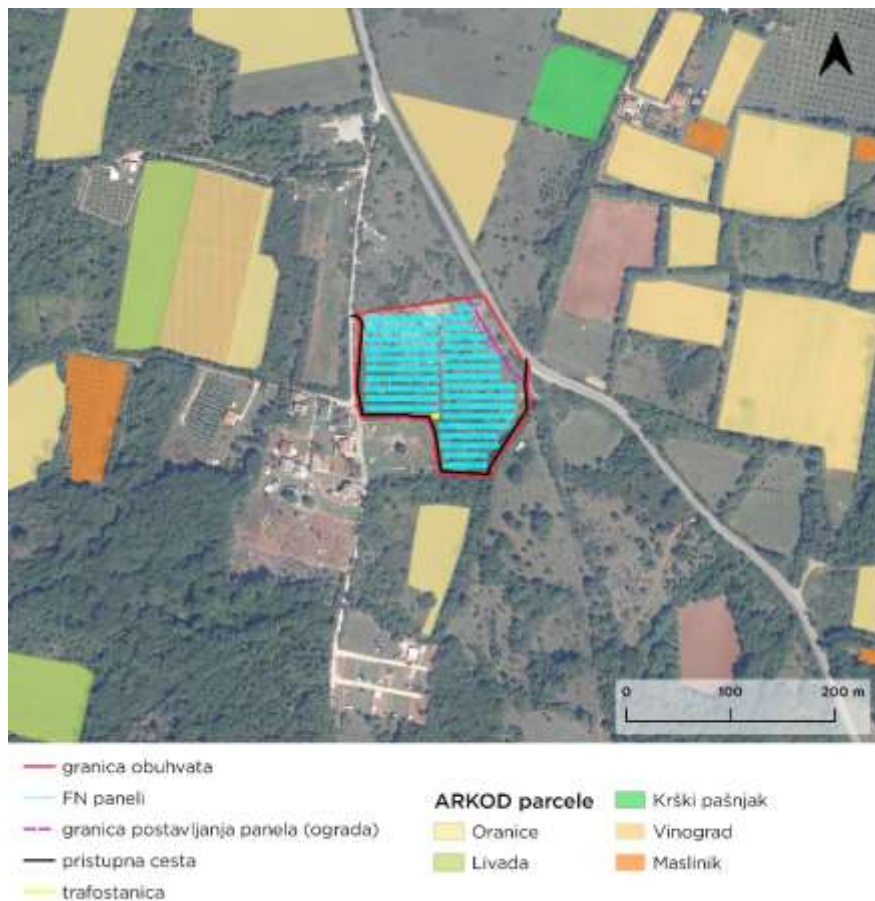 0 100 200 m
granica obuhvata
FN paneli
granica postavljanja panela (ograda)
pristupna cesta
trafostanica
ARKOD parcele
Oranice
Livada
Krški pašnjak
Vinograd
Maslinik